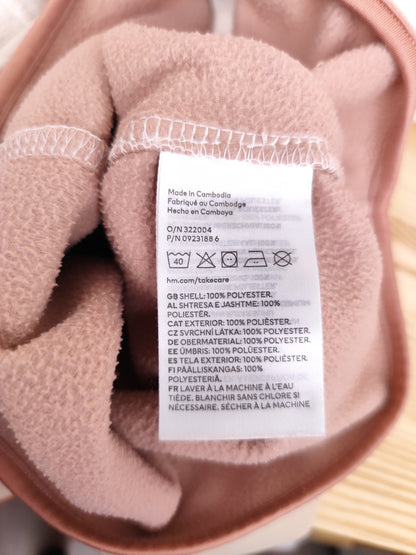 Made in Cambodia
Fabriqué au Cambodge
Hecho en Camboya
O/N 322004
P/N 0923188 6
40
hm.com/takecare
GB SHELL: 100% POLYESTER.
AL SHTRESA E JASHTME: 100%
POLIESTËR.
CAT EXTERIOR: 100% POLIÈSTER.
CZ SVRCHNÍ LÁTKA: 100% POLYESTER.
DE OBERMATERIAL: 100% POLYESTER.
EE ÜMBRIS: 100% POLÜESTER.
ES TELA EXTERIOR: 100% POLIÉSTER.
FI PÄÄLLISKANGAS: 100%
POLYESTERIÄ.
FR LAVER À LA MACHINE À L'EAU
TIÈDE. BLANCHIR SANS CHLORE SI
NÉCESSAIRE. SÉCHER À LA MACHINE